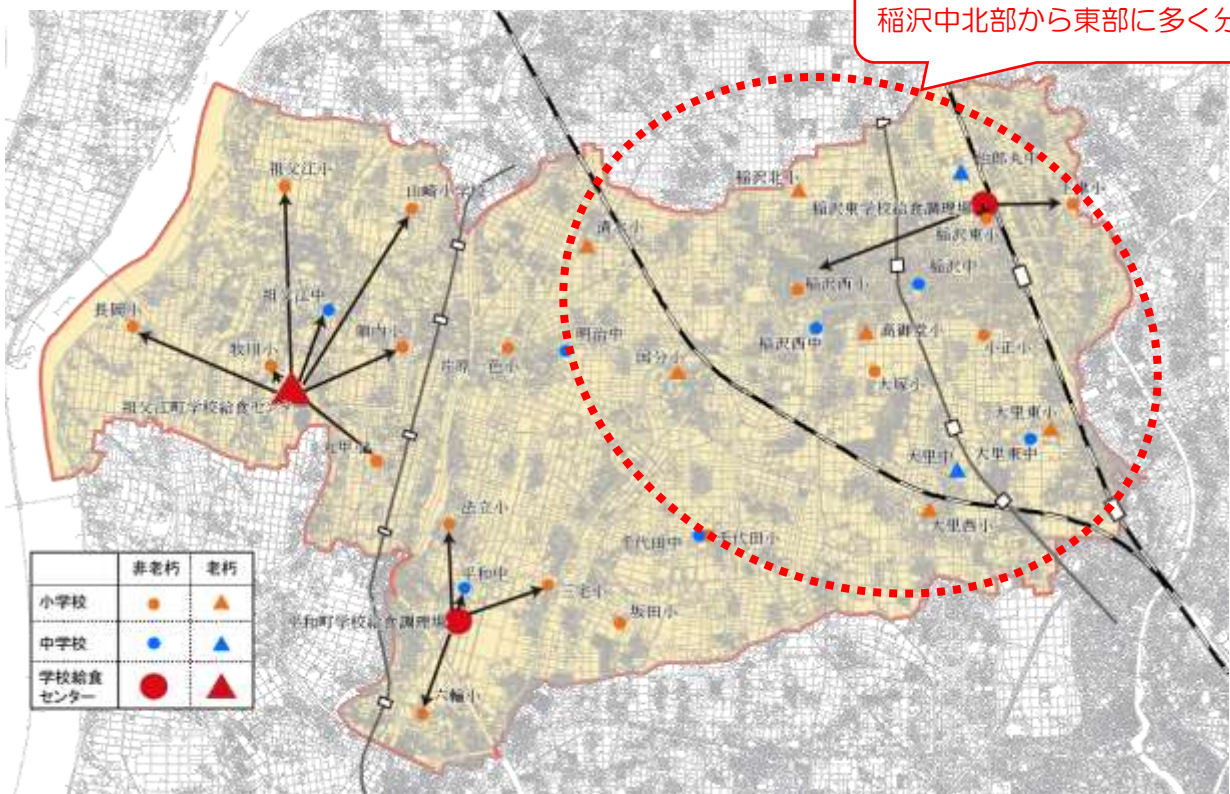 稲沢中北部から東部に多く分
祖父江小
山崎小学校
稲沢北小
治郎丸中
稲沢東学校給食調理場
稲沢東小
清水小
稲沢西小
稲沢中
長岡小
祖父江中
牧川小
領内小
明治中
国分小
稲沢西中
高御堂小
小正小
大塚小
祖父江町学校給食センター
大里東小
大里東中
大里中
大里西小
法立小
千代田中
千代田小
平和中
三宅小
坂田小
平和町学校給食調理場
六輪小
非老朽 老朽
小学校
中学校
学校給食
センター